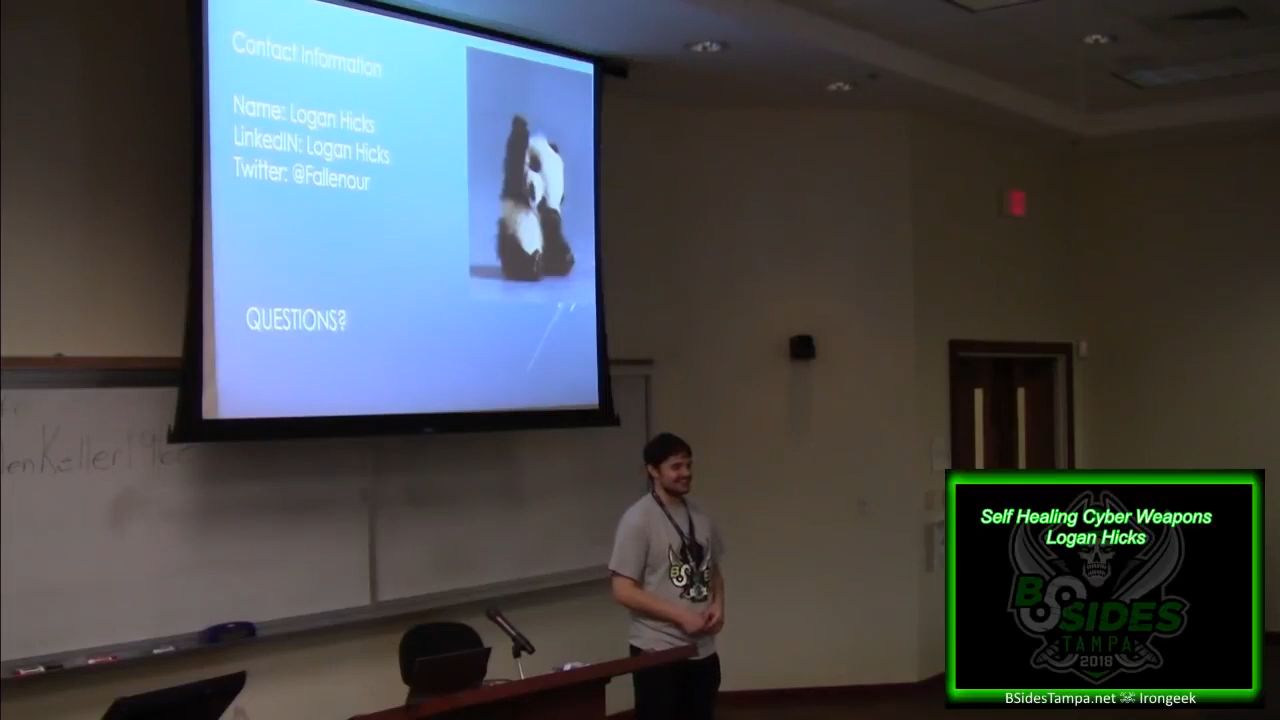 Contact Information
Name: Logan Hicks
LinkedIN: Logan Hicks
Twitter: @Fallenour
QUESTIONS?
Self Healing Cyber Weapons
Logan Hicks
BSIDES
TAMPA
2018
BSidesTampa.net Irongeek